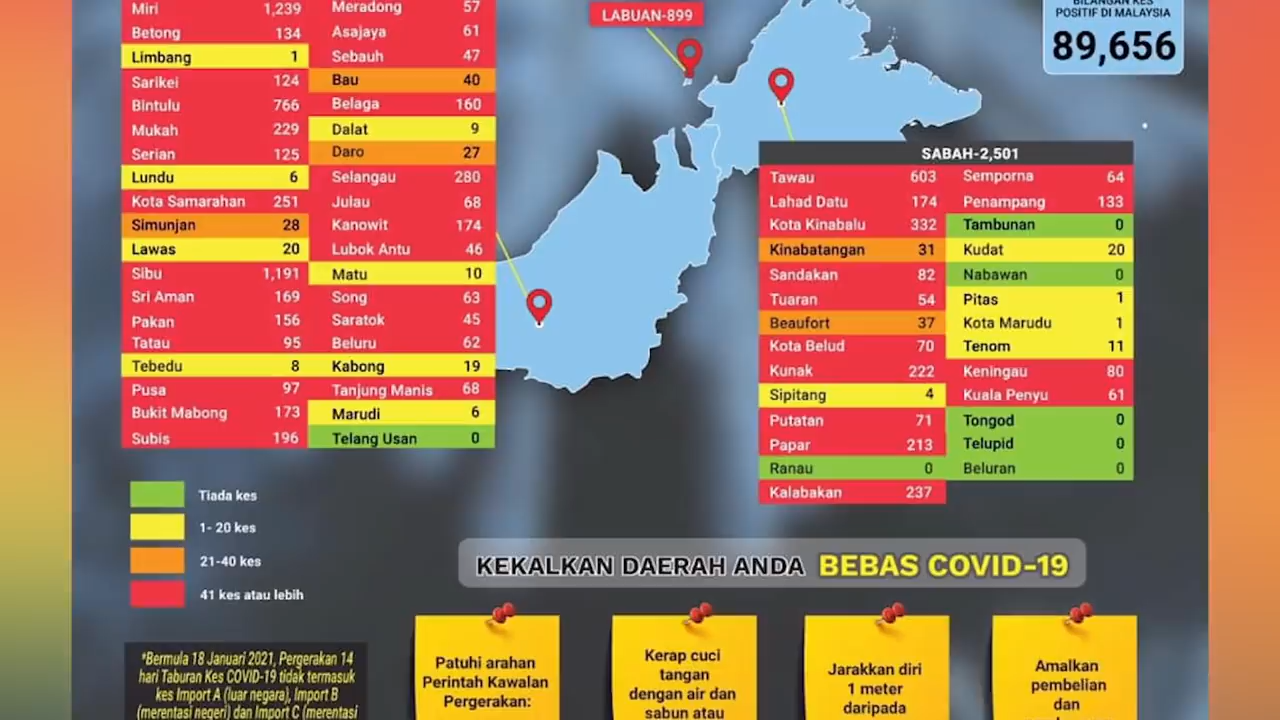 Miri 1,239
Betong 134
Limbang 1
Sarikei 124
Bintulu 766
Mukah 229
Serian 125
Lundu 6
Kota Samarahan 251
Simunjan 28
Lawas 20
Sibu 1,191
Sri Aman 169
Pakan 156
Tatau 95
Tebedu 8
Pusa 97
Bukit Mabong 173
Subis 196
Meradong 57
Asajaya 61
Sebauh 47
Bau 40
Belaga 160
Dalat 9
Daro 27
Selangau 280
Julau 68
Kanowit 174
Lubok Antu 46
Matu 10
Song 63
Saratok 45
Beluru 62
Kabong 19
Tanjung Manis 68
Marudi 6
Telang Usan 0
LABUAN-899
BILANGAN KES
POSITIF DI MALAYSIA
89,656
SABAH-2,501
Tawau 603
Lahad Datu 174
Kota Kinabalu 332
Kinabatangan 31
Sandakan 82
Tuaran 54
Beaufort 37
Kota Belud 70
Kunak 222
Sipitang 4
Putatan 71
Papar 213
Ranau 0
Kalabakan 237
Semporna 64
Penampang 133
Tambunan 0
Kudat 20
Nabawan 0
Pitas 1
Kota Marudu 1
Tenom 11
Keningau 80
Kuala Penyu 61
Tongod 0
Telupid 0
Beluran 0
Tiada kes
1- 20 kes
21-40 kes
41 kes atau lebih
KEKALKAN DAERAH ANDA BEBAS COVID-19
*Bermula 18 Januari 2021, Pergerakan 14
hari Taburan Kes COVID-19 tidak termasuk
kes Import A (luar negara), Import B
(merentasi negeri) dan Import C (merentasi
Patuhi arahan
Perintah Kawalan
Pergerakan:
Kerap cuci
tangan
dengan air dan
sabun atau
Jarakkan diri
1 meter
daripada
Amalkan
pembelian
dan